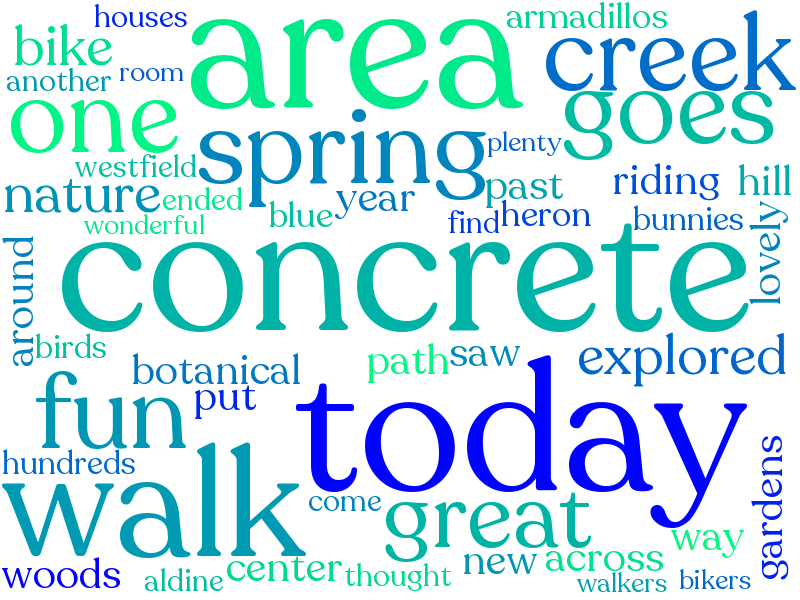 houses
area
armadillos
bike
creek
another
room
one
goes
spring
plenty
westfield
nature
ended
past
riding
hill
year
blue
find
heron
bunnies
wonderful
lovely
around
concrete
birds
path
saw
explored
botanical
put
fun
today
hundreds
walk
come
great
gardens
way
woods
aldine
center
thought
new
across
walkers
bikers